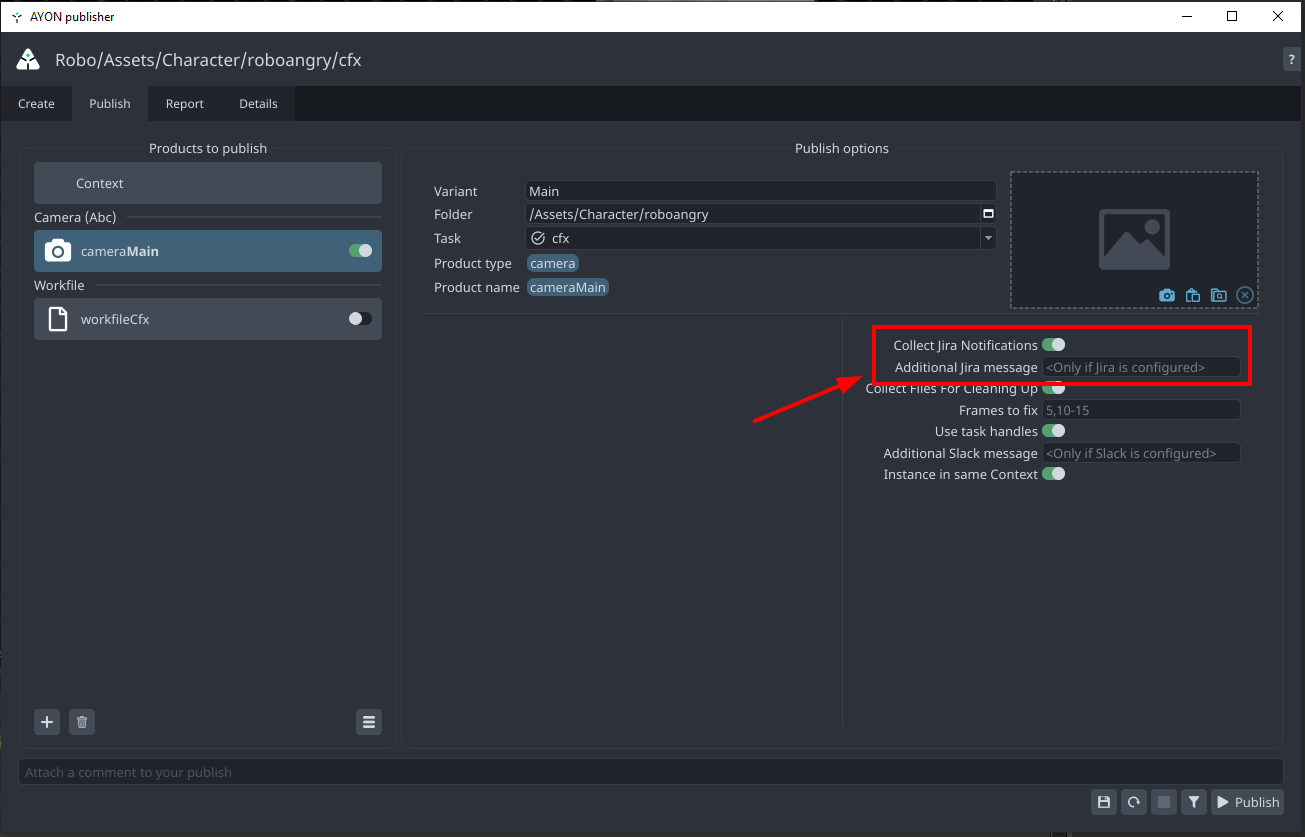 AYON publisher
Robo/Assets/Character/roboangry/cfx
?
Create Publish Report Details
Products to publish
Context
Camera (Abc)
cameraMain
Workfile
workfileCfx
Publish options
Variant Main
Folder /Assets/Character/roboangry
Task cfx
Product type camera
Product name cameraMain
Collect Jira Notifications
Additional Jira message <Only if Jira is configured>
Collect Files For Cleaning Up
Frames to fix 5,10-15
Use task handles
Additional Slack message <Only if Slack is configured>
Instance in same Context
Attach a comment to your publish
Publish